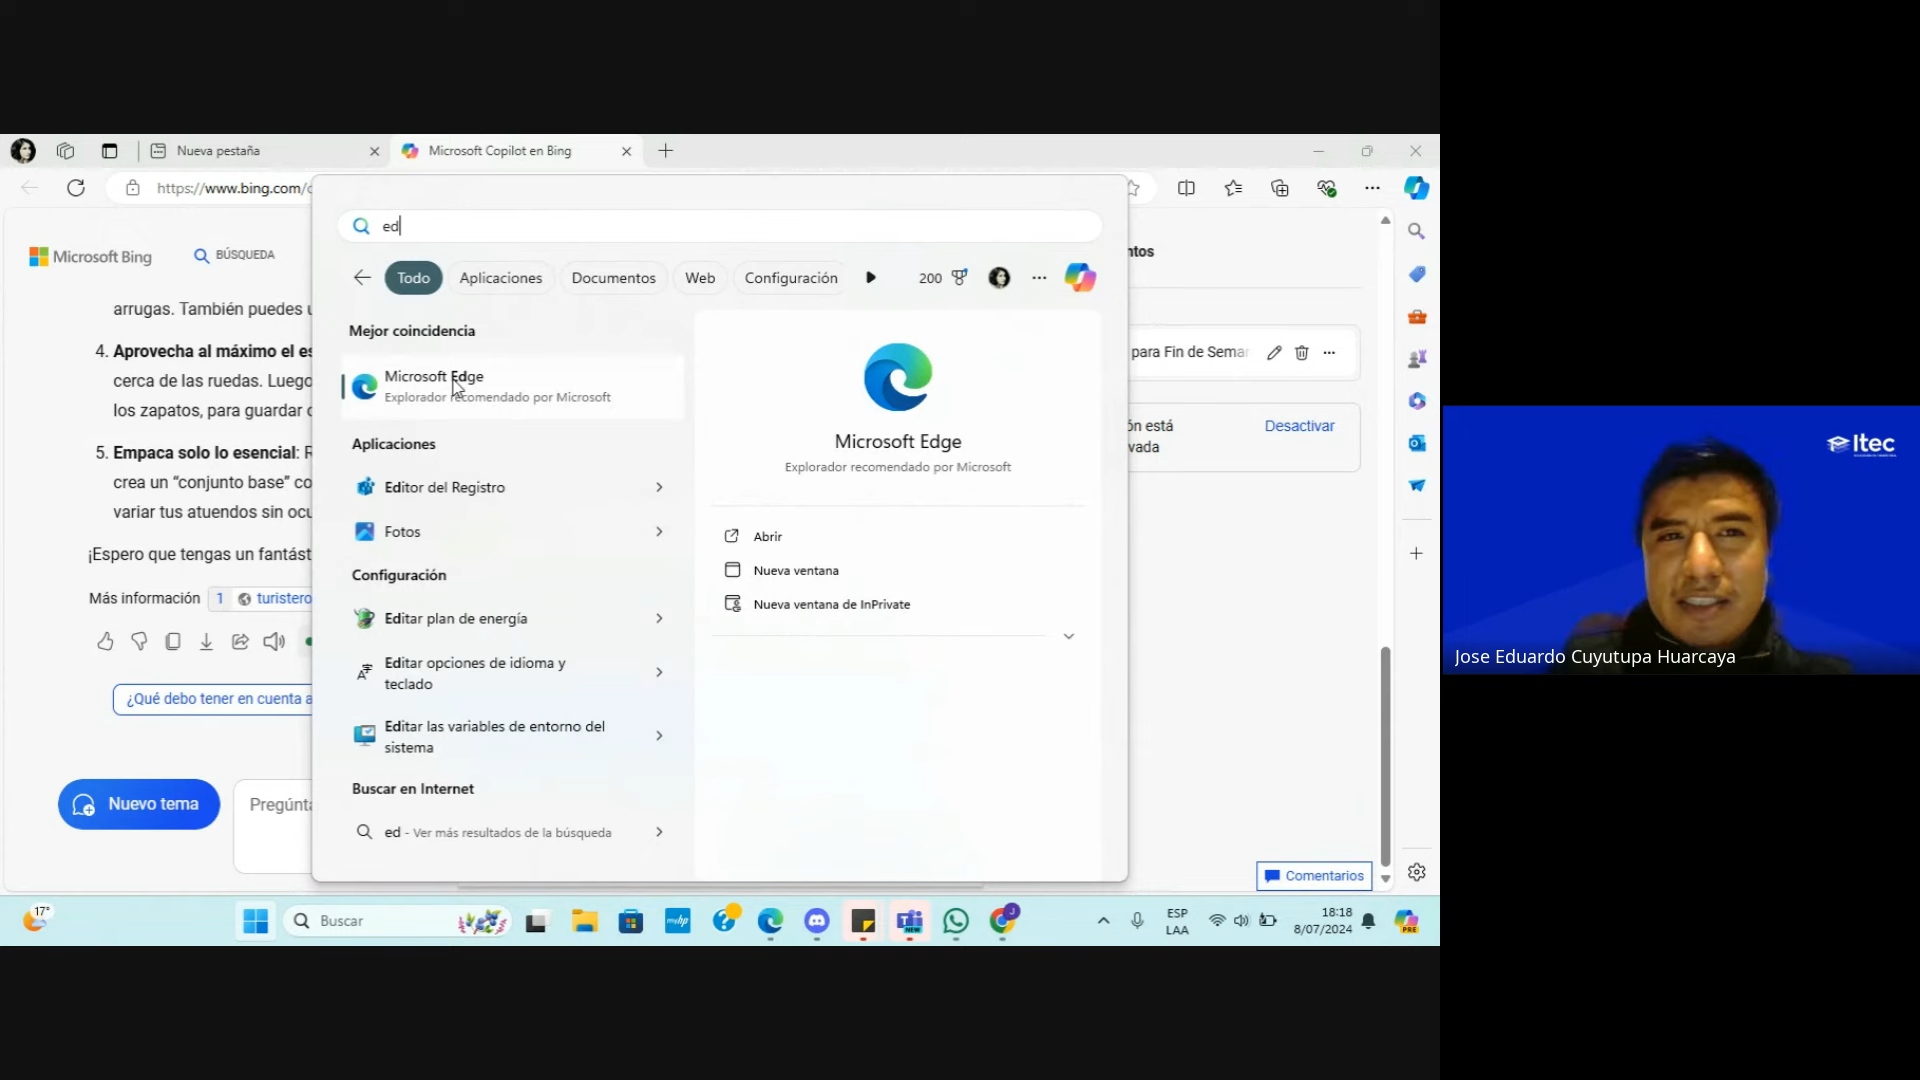 Nueva pestaña
Microsoft Copilot en Bing
https://www.bing.com/c
Microsoft Bing
BÚSQUEDA
arrugas. También puedes u
4. Aprovecha al máximo el es
cerca de las ruedas. Luego
los zapatos, para guardar c
5. Empaca solo lo esencial: R
crea un “conjunto base” co
variar tus atuendos sin ocu
¡Espero que tengas un fantást
Más información
1
turistero
¿Qué debo tener en cuenta a
Nuevo tema
Pregúnta
ed
Todo
Aplicaciones
Documentos
Web
Configuración
200
Mejor coincidencia
Microsoft Edge
Explorador recomendado por Microsoft
Aplicaciones
Editor del Registro
Fotos
Configuración
Editar plan de energía
Editar opciones de idioma y
teclado
Editar las variables de entorno del
sistema
Buscar en Internet
ed - Ver más resultados de la búsqueda
Microsoft Edge
Explorador recomendado por Microsoft
Abrir
Nueva ventana
Nueva ventana de InPrivate
ntos
para Fin de Semar
ón está
vada
Desactivar
Comentarios
17°
Buscar
myhp
NEW
J
ESP
LAA
18:18
8/07/2024
PRE
Itec
Jose Eduardo Cuyutupa Huarcaya